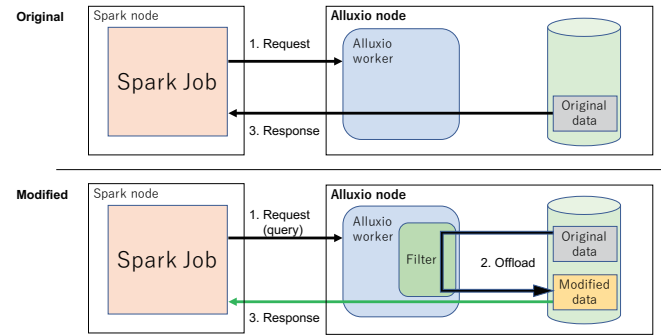 Original
Spark node
Alluxio node
1. Request
Alluxio
worker
Spark Job
Original
data
3. Response
Modified
Spark node
Alluxio node
1. Request
(query)
Alluxio
worker
Original
data
Spark Job
Filter
2. Offload
Modified
data
3. Response